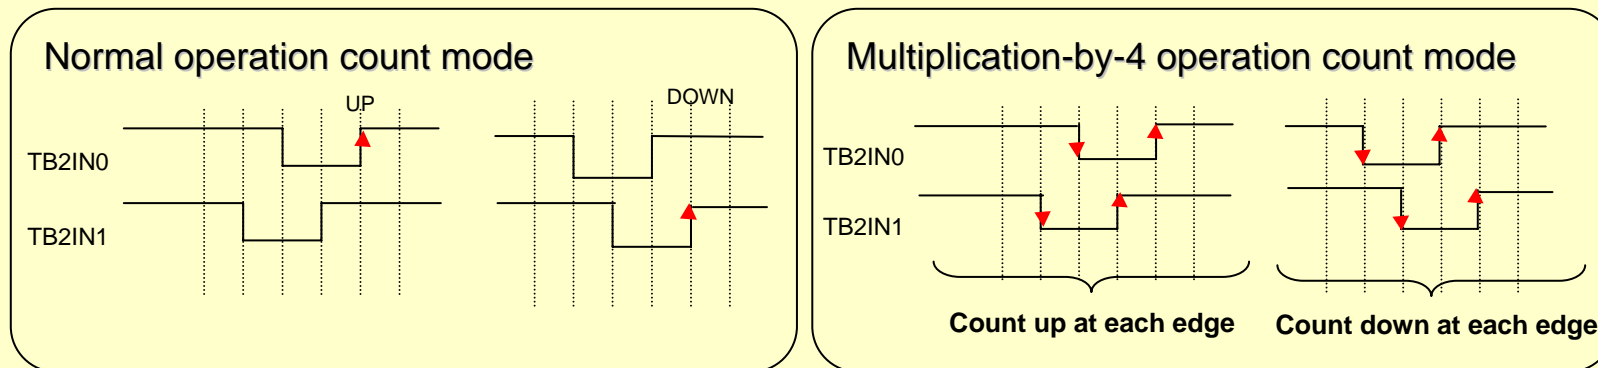 Normal operation count mode
UP
DOWN
TB2IN0
TB2IN1
Multiplication-by-4 operation count mode
TB2IN0
TB2IN1
Count up at each edge
Count down at each edge